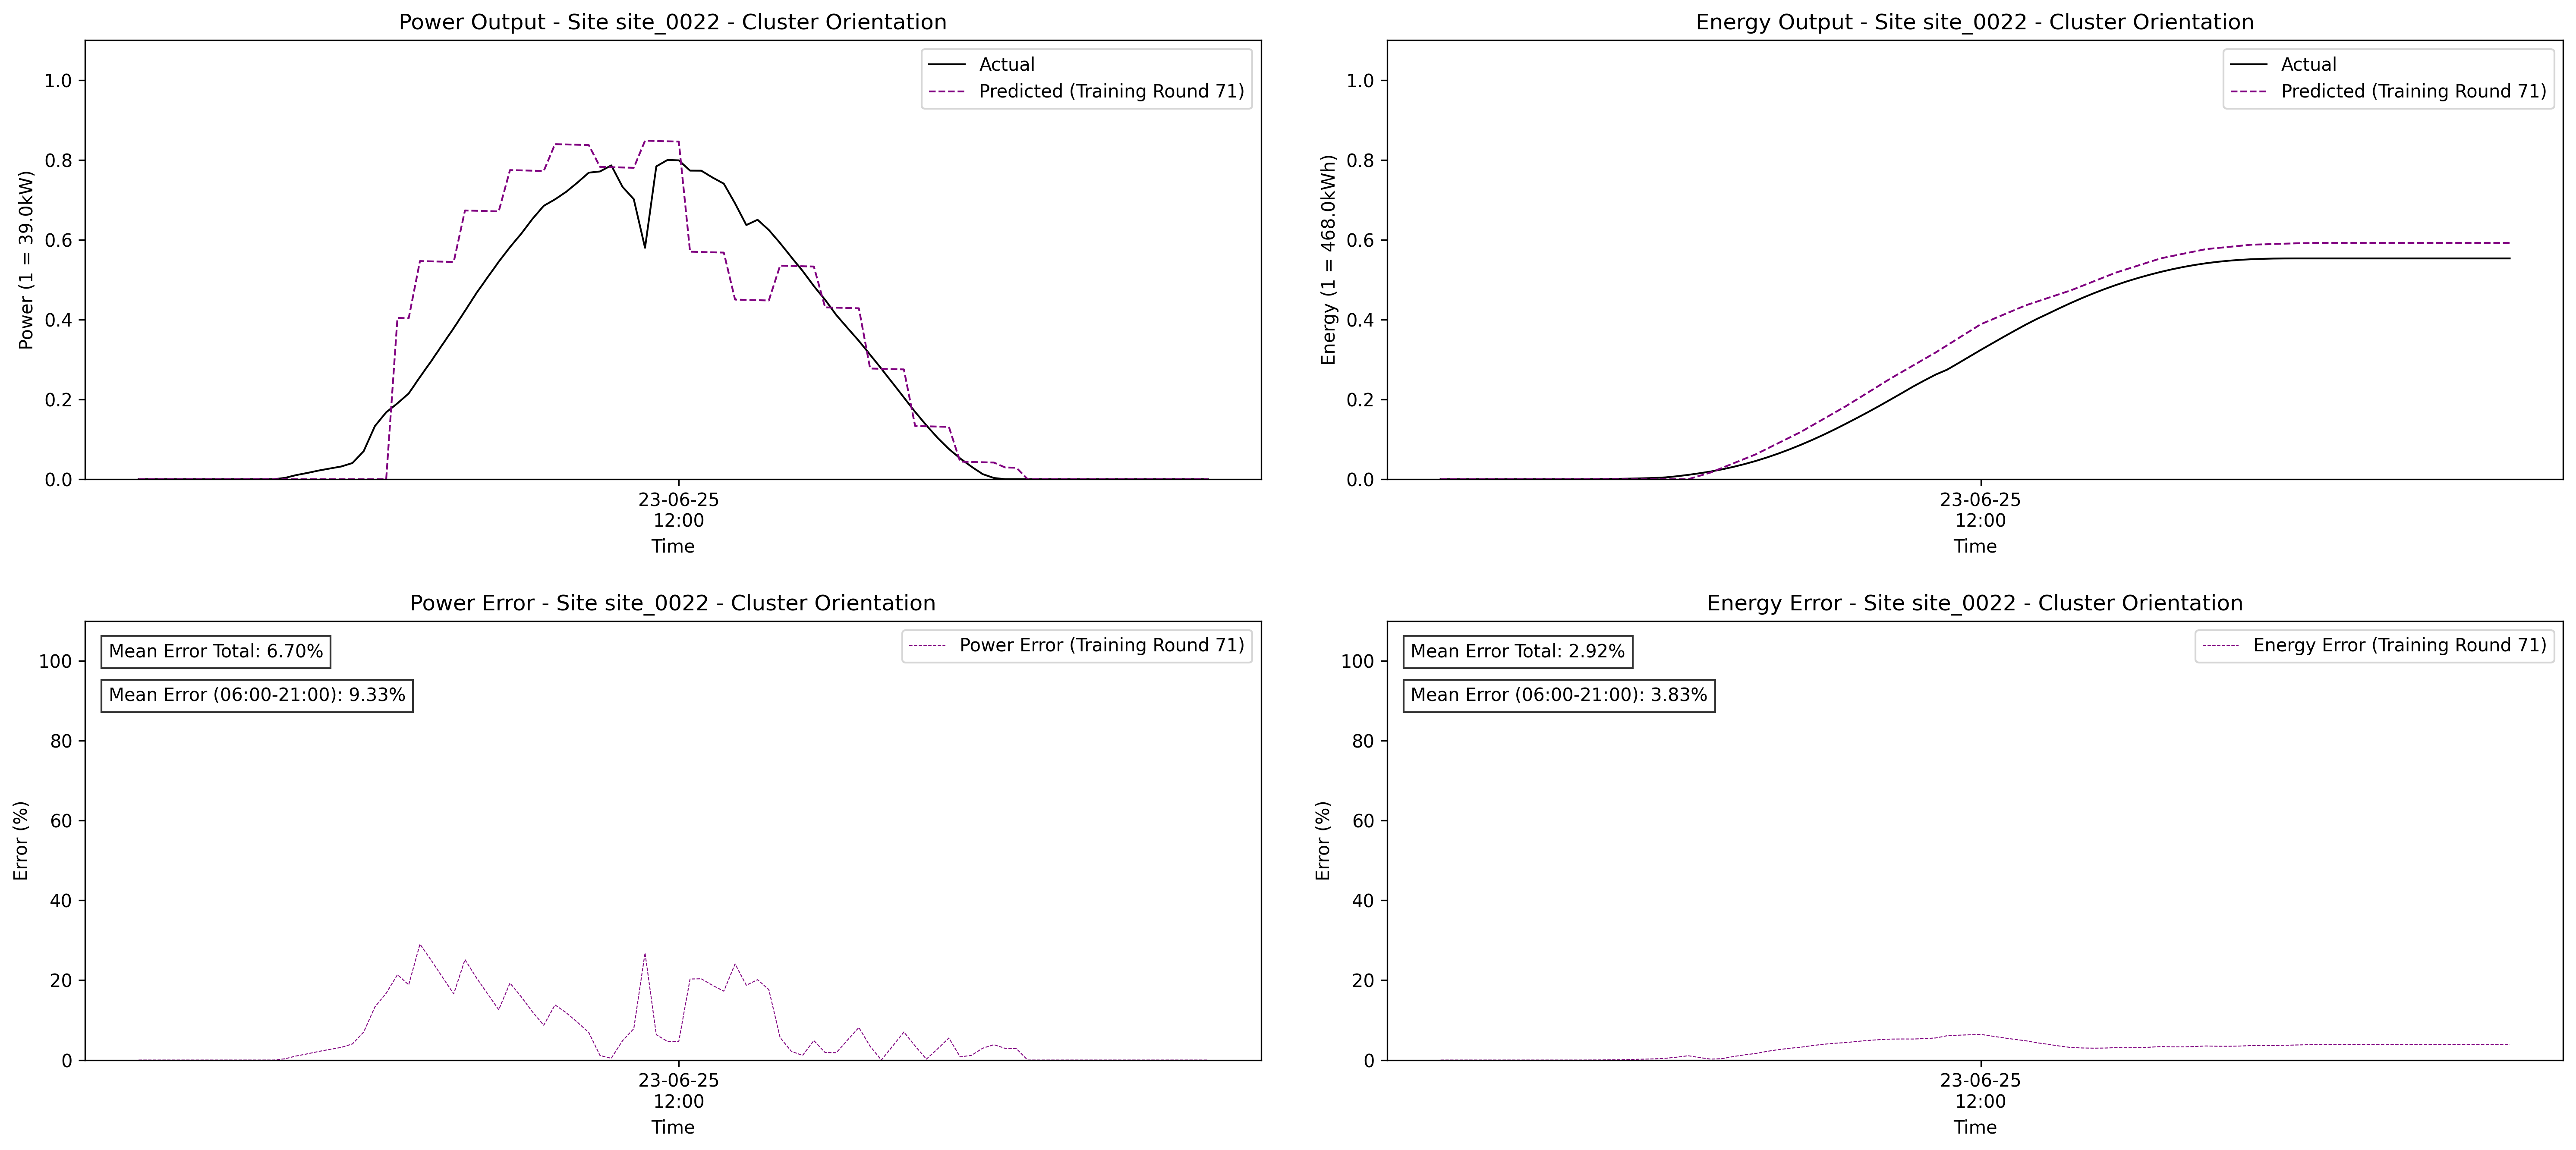 Power Output - Site site_0022 - Cluster Orientation
Power (1 = 39.0kW)
1.0
0.8
0.6
0.4
0.2
0.0
Actual
Predicted (Training Round 71)
23-06-25
12:00
Time
Energy Output - Site site_0022 - Cluster Orientation
Energy (1 = 468.0kWh)
1.0
0.8
0.6
0.4
0.2
0.0
Actual
Predicted (Training Round 71)
23-06-25
12:00
Time
Power Error - Site site_0022 - Cluster Orientation
Error (%)
100
80
60
40
20
0
Mean Error Total: 6.70%
Mean Error (06:00-21:00): 9.33%
Power Error (Training Round 71)
23-06-25
12:00
Time
Energy Error - Site site_0022 - Cluster Orientation
Error (%)
100
80
60
40
20
0
Mean Error Total: 2.92%
Mean Error (06:00-21:00): 3.83%
Energy Error (Training Round 71)
23-06-25
12:00
Time